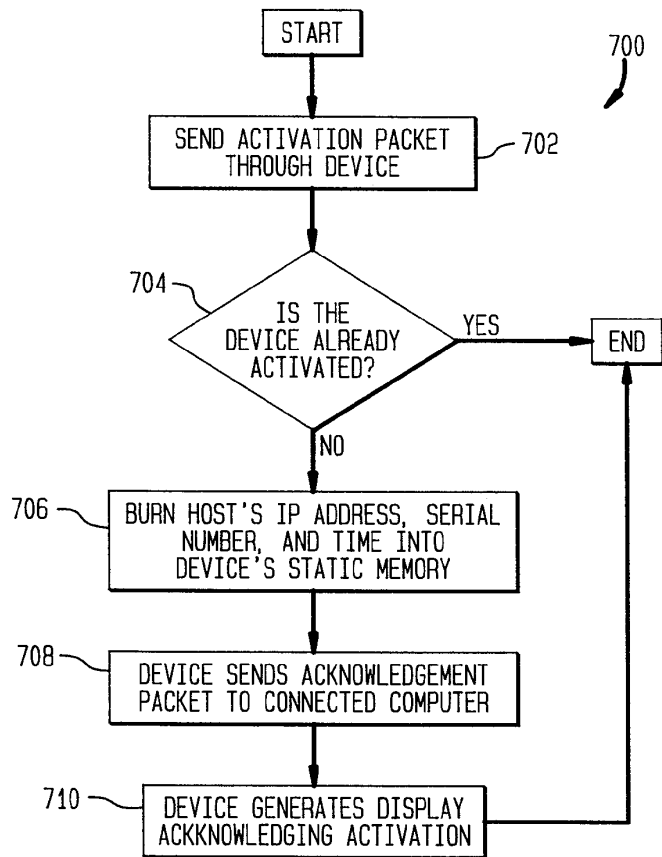 START
700
SEND ACTIVATION PACKET
THROUGH DEVICE
702
704
IS THE
DEVICE ALREADY
ACTIVATED?
YES
END
NO
706
BURN HOST'S IP ADDRESS, SERIAL
NUMBER, AND TIME INTO
DEVICE'S STATIC MEMORY
708
DEVICE SENDS ACKNOWLEDGEMENT
PACKET TO CONNECTED COMPUTER
710
DEVICE GENERATES DISPLAY
ACKKNOWLEDGING ACTIVATION